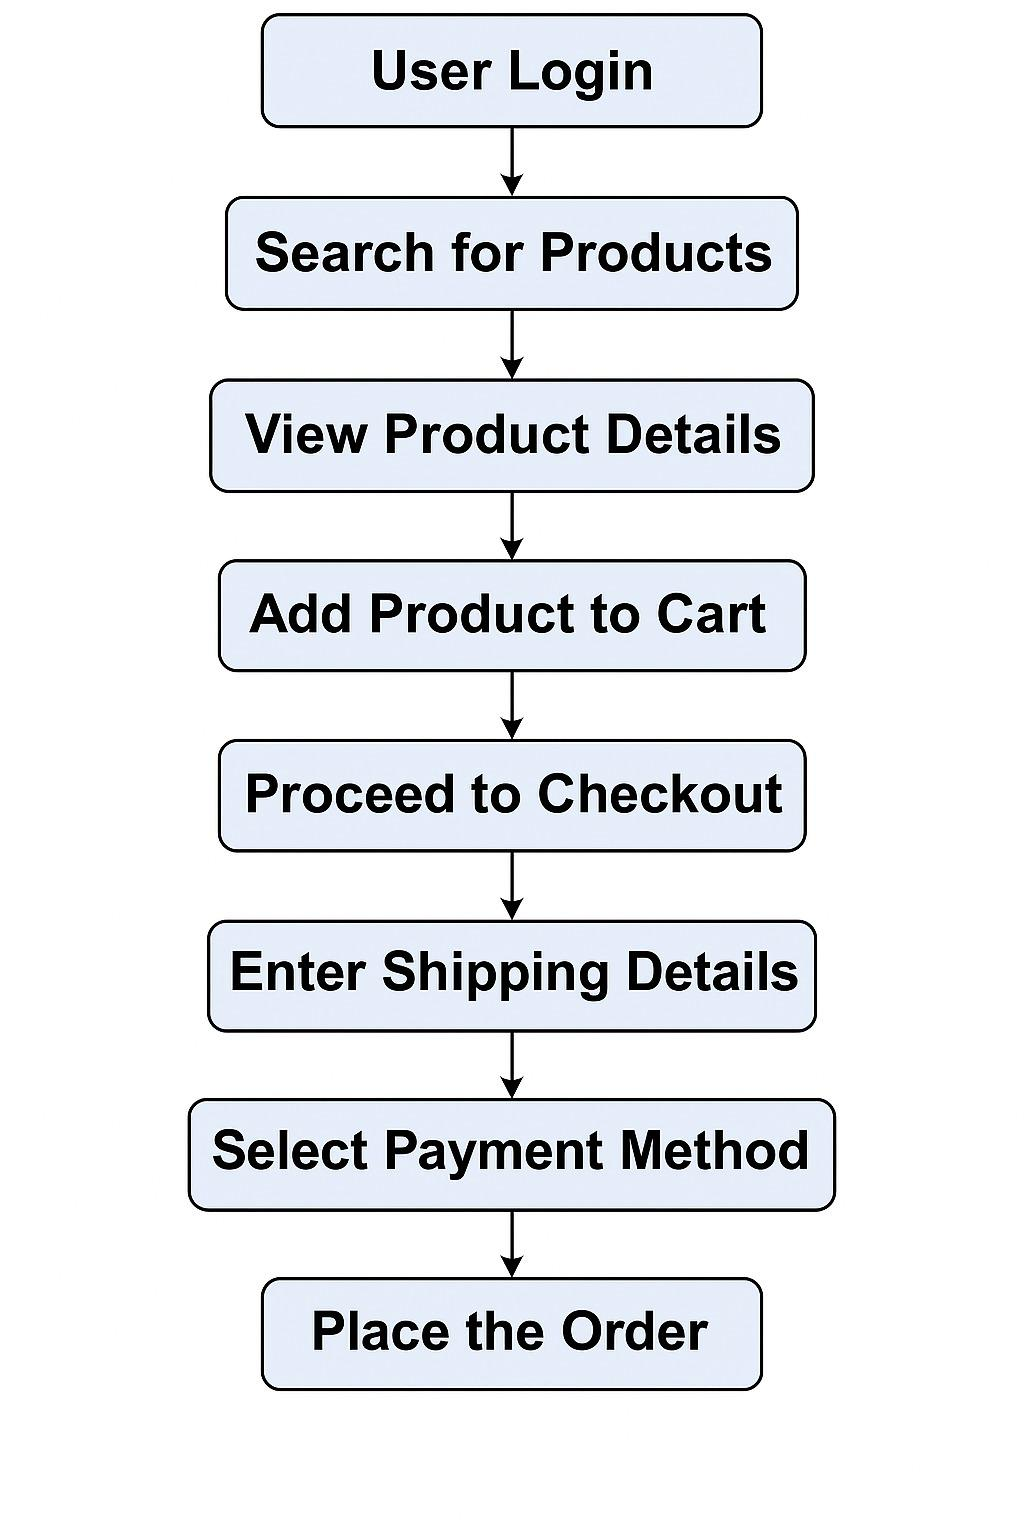 User Login
Search for Products
View Product Details
Add Product to Cart
Proceed to Checkout
Enter Shipping Details
Select Payment Method
Place the Order